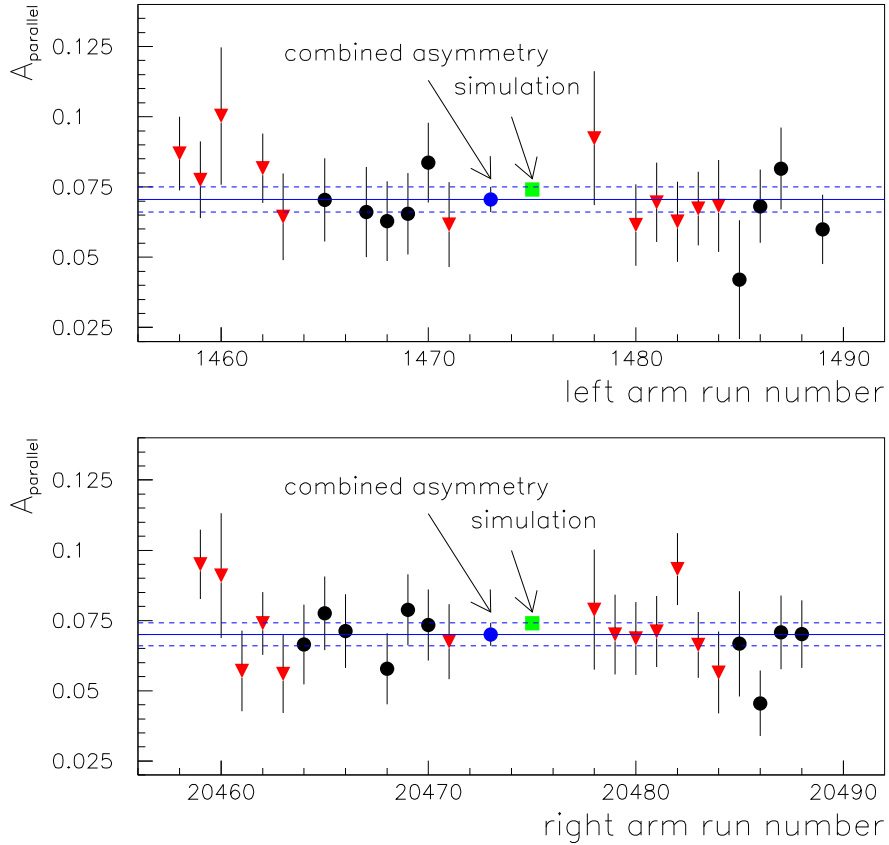 A parallel
0.125
0.1
0.075
0.05
0.025
combined asymmetry
simulation
1460 1470 1480 1490
left arm run number
A parallel
0.125
0.1
0.075
0.05
0.025
combined asymmetry
simulation
20460 20470 20480 20490
right arm run number